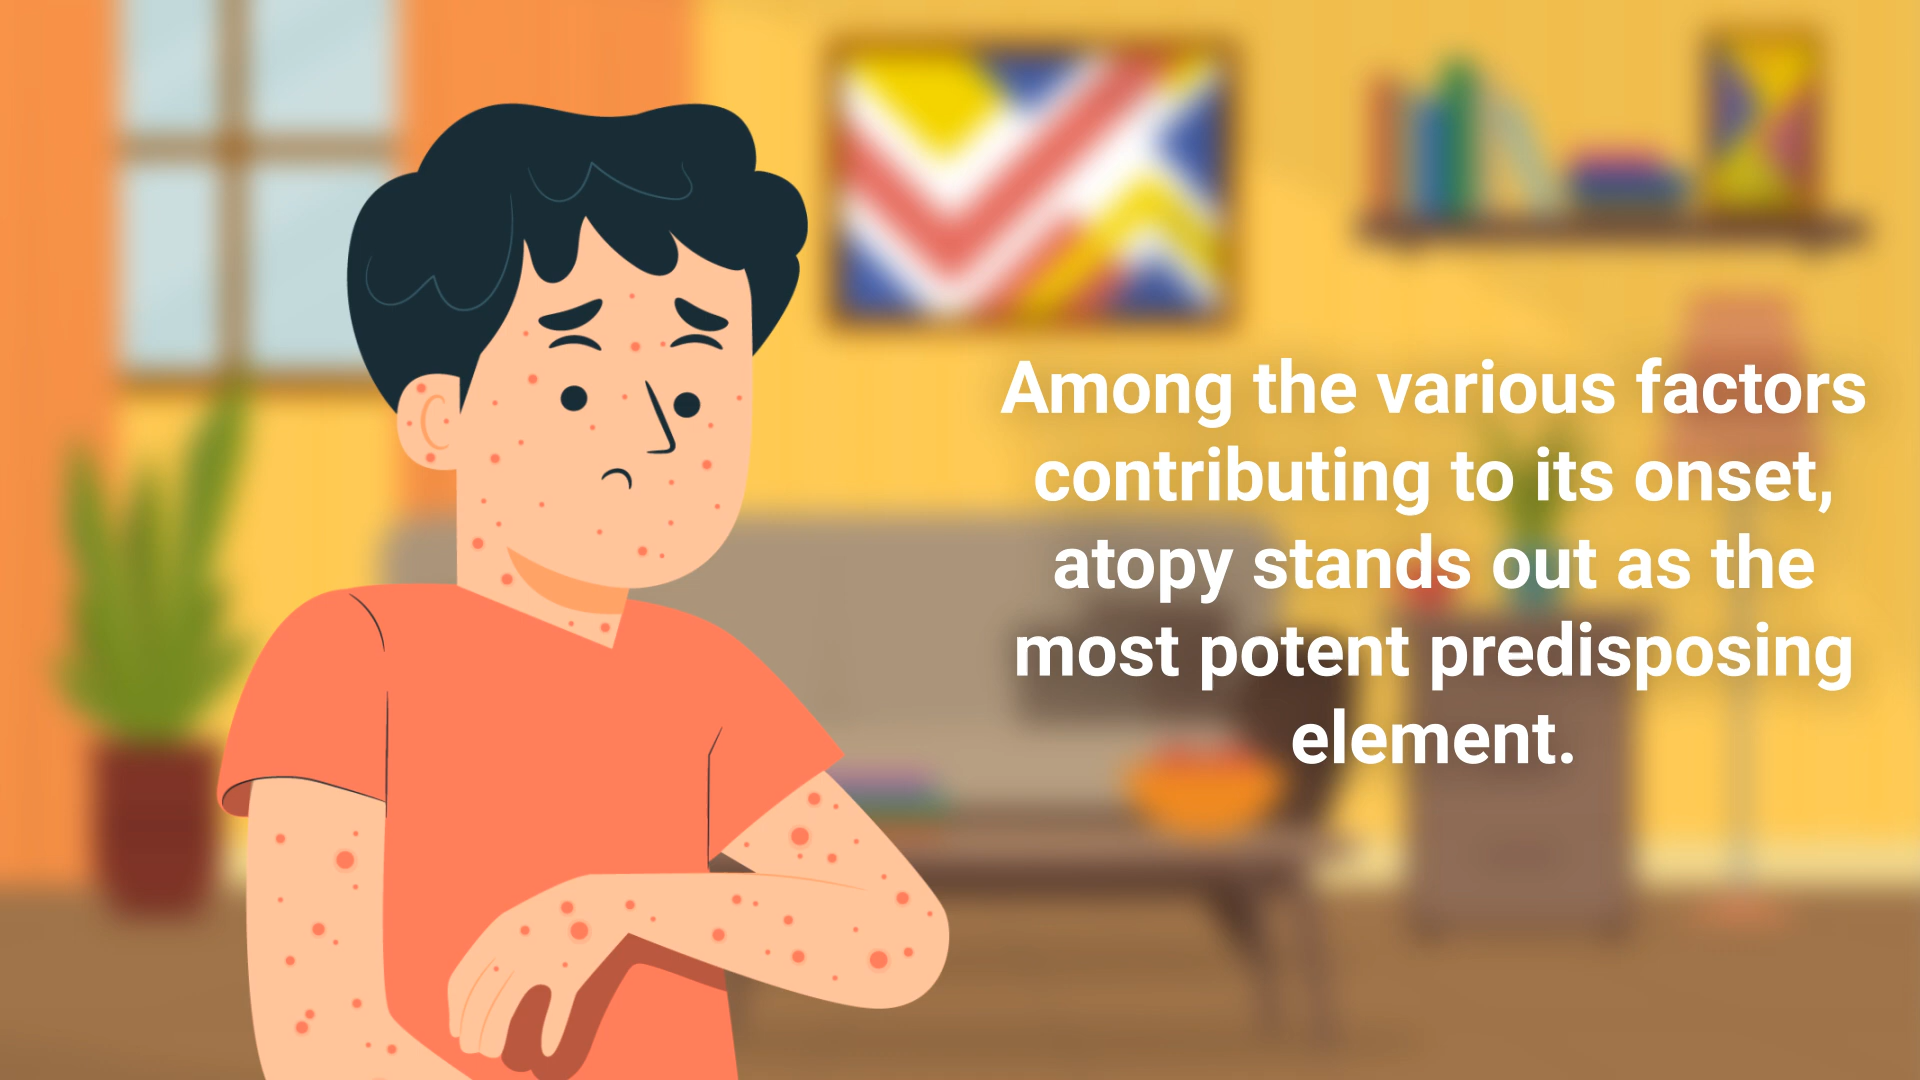 Among the various factors
contributing to its onset,
atopy stands out as the
most potent predisposing
element.